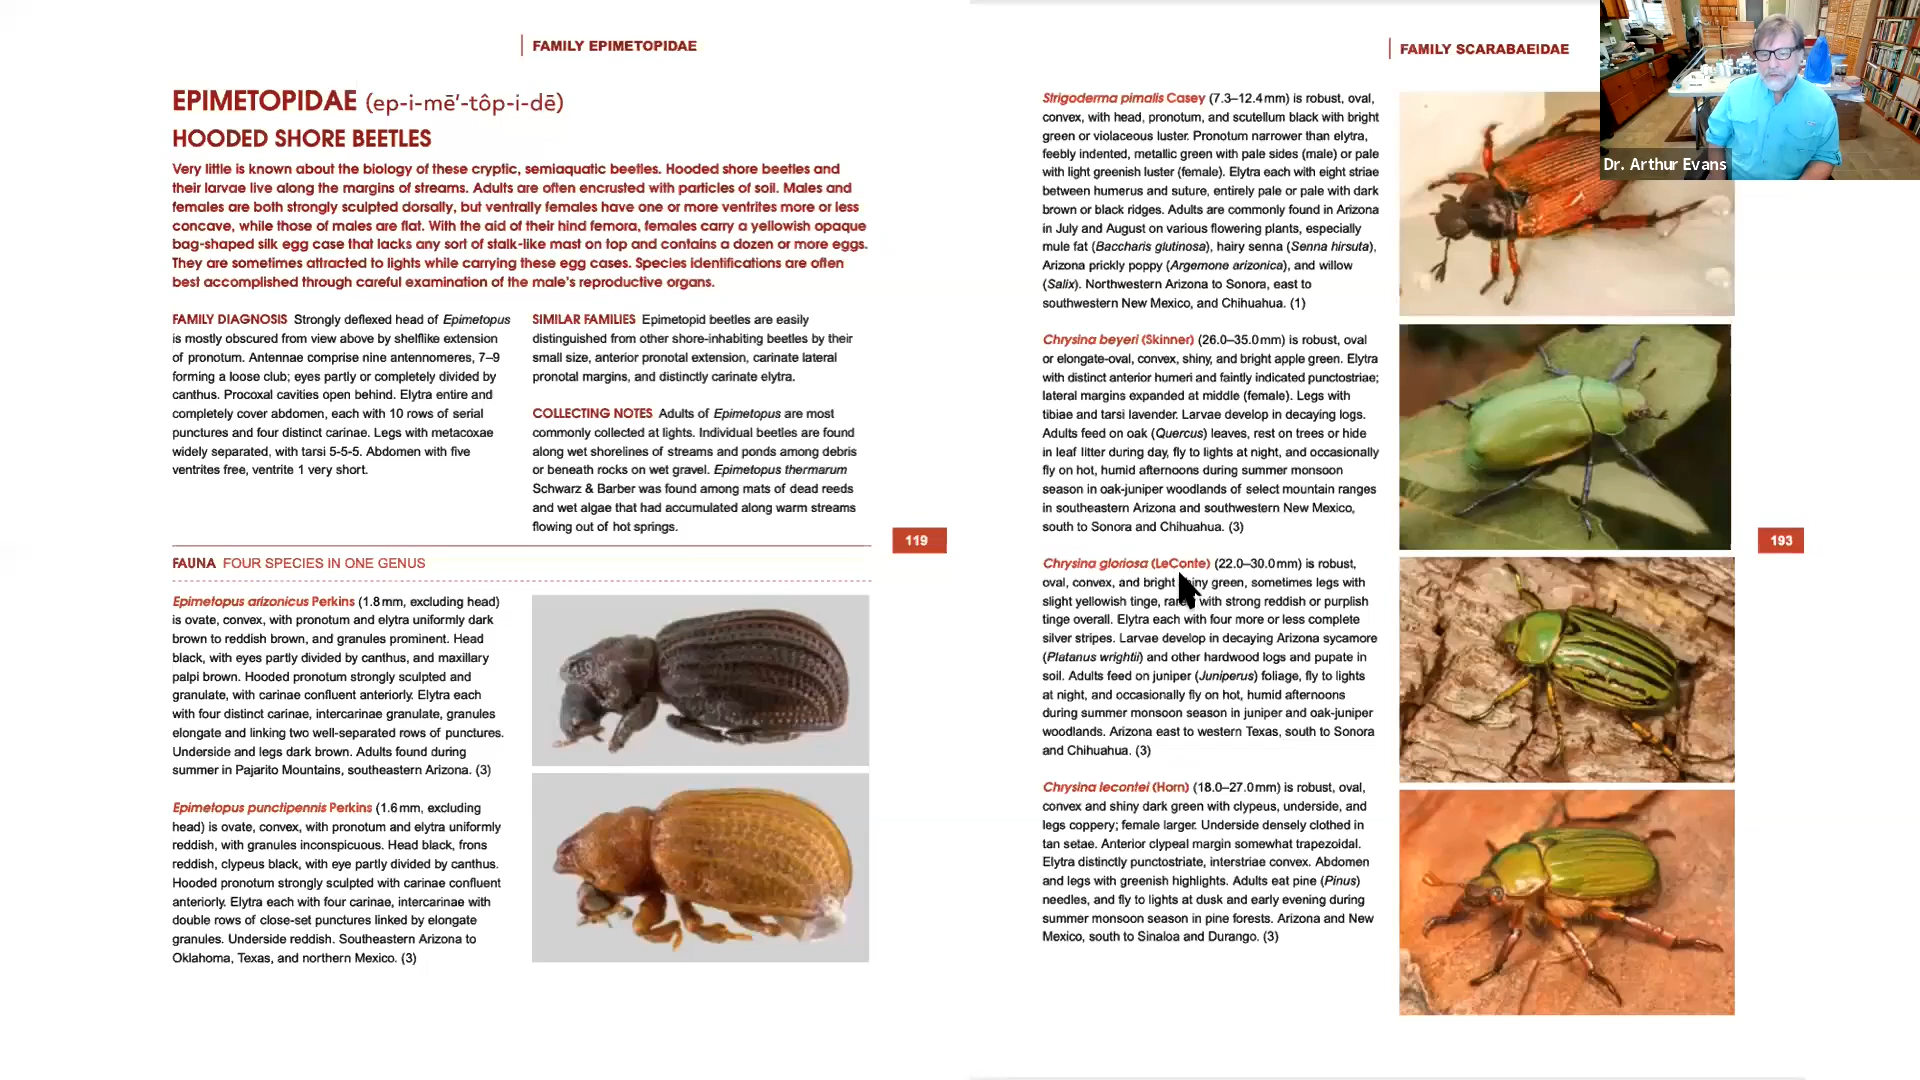 FAMILY EPIMETOPIDAE
EPIMETOPIDAE (ep-i-mē′-tôp-i-dē)
HOODED SHORE BEETLES
Very little is known about the biology of these cryptic, semiaquatic beetles. Hooded shore beetles and
their larvae live along the margins of streams. Adults are often encrusted with particles of soil. Males and
females are both strongly sculpted dorsally, but ventrally females have one or more ventrites more or less
concave, while those of males are flat. With the aid of their hind femora, females carry a yellowish opaque
bag-shaped silk egg case that lacks any sort of stalk-like mast on top and contains a dozen or more eggs.
They are sometimes attracted to lights while carrying these egg cases. Species identifications are often
best accomplished through careful examination of the male's reproductive organs.
FAMILY DIAGNOSIS Strongly deflexed head of Epimetopus
is mostly obscured from view above by shelflike extension
of pronotum. Antennae comprise nine antennomeres, 7–9
forming a loose club; eyes partly or completely divided by
canthus. Procoxal cavities open behind. Elytra entire and
completely cover abdomen, each with 10 rows of serial
punctures and four distinct carinae. Legs with metacoxae
widely separated, with tarsi 5-5-5. Abdomen with five
ventrites free, ventrite 1 very short.
SIMILAR FAMILIES Epimetopid beetles are easily
distinguished from other shore-inhabiting beetles by their
small size, anterior pronotal extension, carinate lateral
pronotal margins, and distinctly carinate elytra.
COLLECTING NOTES Adults of Epimetopus are most
commonly collected at lights. Individual beetles are found
along wet shorelines of streams and ponds among debris
or beneath rocks on wet gravel. Epimetopus thermarum
Schwarz & Barber was found among mats of dead reeds
and wet algae that had accumulated along warm streams
flowing out of hot springs.
119
FAUNA FOUR SPECIES IN ONE GENUS
Epimetopus arizonicus Perkins (1.8 mm, excluding head)
is ovate, convex, with pronotum and elytra uniformly dark
brown to reddish brown, and granules prominent. Head
black, with eyes partly divided by canthus, and maxillary
palpi brown. Hooded pronotum strongly sculpted and
granulate, with carinae confluent anteriorly. Elytra each
with four distinct carinae, intercarinae granulate, granules
elongate and linking two well-separated rows of punctures.
Underside and legs dark brown. Adults found during
summer in Pajarito Mountains, southeastern Arizona. (3)
Epimetopus punctipennis Perkins (1.6 mm, excluding
head) is ovate, convex, with pronotum and elytra uniformly
reddish, with granules inconspicuous. Head black, frons
reddish, clypeus black, with eye partly divided by canthus.
Hooded pronotum strongly sculpted with carinae confluent
anteriorly. Elytra each with four carinae, intercarinae with
double rows of close-set punctures linked by elongate
granules. Underside reddish. Southeastern Arizona to
Oklahoma, Texas, and northern Mexico. (3)
FAMILY SCARABAEIDAE
Strigoderma pimalis Casey (7.3–12.4 mm) is robust, oval,
convex, with head, pronotum, and scutellum black with bright
green or violaceous luster. Pronotum narrower than elytra,
feebly indented, metallic green with pale sides (male) or pale
with light greenish luster (female). Elytra each with eight striae
between humerus and suture, entirely pale or pale with dark
brown or black ridges. Adults are commonly found in Arizona
in July and August on various flowering plants, especially
mule fat (Baccharis glutinosa), hairy senna (Senna hirsuta),
Arizona prickly poppy (Argemone arizonica), and willow
(Salix). Northwestern Arizona to Sonora, east to
southwestern New Mexico, and Chihuahua. (1)
Chrysina beyeri (Skinner) (26.0–35.0 mm) is robust, oval
or elongate-oval, convex, shiny, and bright apple green. Elytra
with distinct anterior humeri and faintly indicated punctostriae;
lateral margins expanded at middle (female). Legs with
tibiae and tarsi lavender. Larvae develop in decaying logs.
Adults feed on oak (Quercus) leaves, rest on trees or hide
in leaf litter during day, fly to lights at night, and occasionally
fly on hot, humid afternoons during summer monsoon
season in oak-juniper woodlands of select mountain ranges
in southeastern Arizona and southwestern New Mexico,
south to Sonora and Chihuahua. (3)
Chrysina gloriosa (LeConte) (22.0–30.0 mm) is robust,
oval, convex, and bright green, sometimes legs with
slight yellowish tinge, with strong reddish or purplish
tinge overall. Elytra each with four more or less complete
silver stripes. Larvae develop in decaying Arizona sycamore
(Platanus wrightii) and other hardwood logs and pupate in
soil. Adults feed on juniper (Juniperus) foliage, fly to lights
at night, and occasionally fly on hot, humid afternoons
during summer monsoon season in juniper and oak-juniper
woodlands. Arizona east to western Texas, south to Sonora
and Chihuahua. (3)
Chrysina lecontei (Horn) (18.0–27.0 mm) is robust, oval,
convex and shiny dark green with clypeus, underside, and
legs coppery; female larger. Underside densely clothed in
tan setae. Anterior clypeal margin somewhat trapezoidal.
Elytra distinctly punctostriate, interstriae convex. Abdomen
and legs with greenish highlights. Adults eat pine (Pinus)
needles, and fly to lights at dusk and early evening during
summer monsoon season in pine forests. Arizona and New
Mexico, south to Sinaloa and Durango. (3)
193
Dr. Arthur Evans